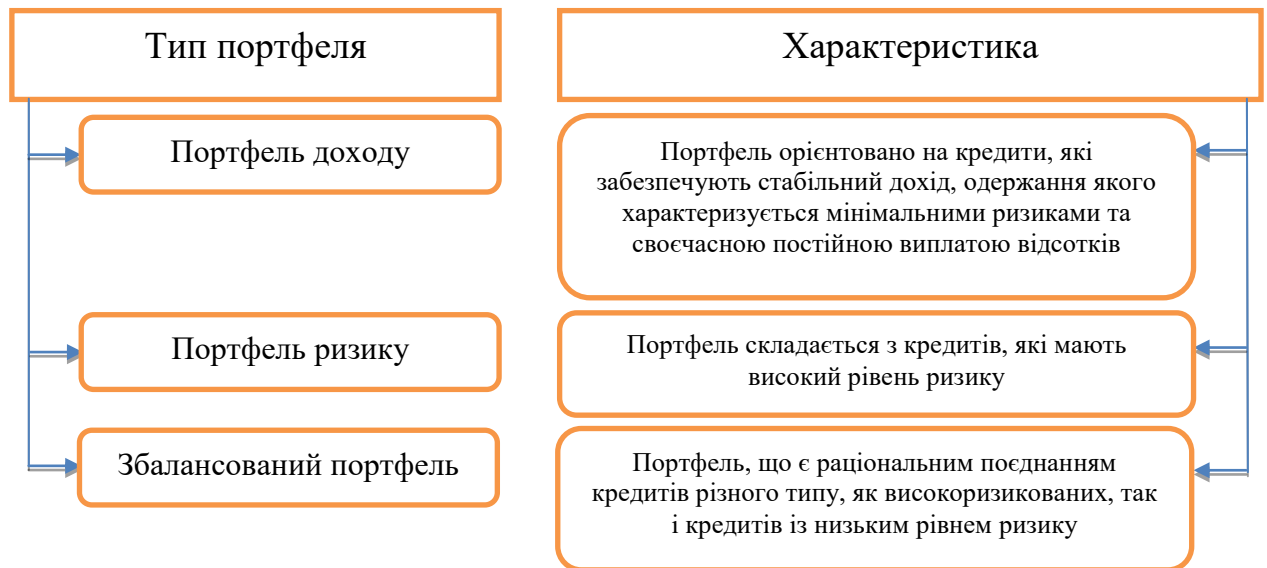 Тип портфеля
Характеристика
Портфель доходу
Портфель орієнтовано на кредити, які
забезпечують стабільний дохід, одержання якого
характеризується мінімальними ризиками та
своєчасною постійною виплатою відсотків
Портфель ризику
Портфель складається з кредитів, які мають
високий рівень ризику
Збалансований портфель
Портфель, що є раціональним поєднанням
кредитів різного типу, як високоризикованих, так
і кредитів із низьким рівнем ризику